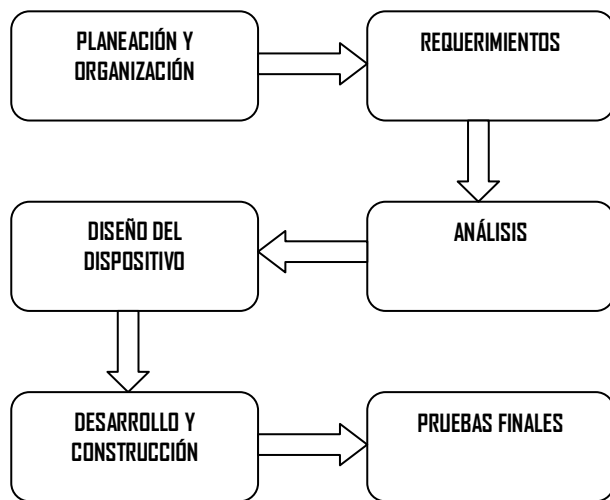 PLANEACIÓN Y
ORGANIZACIÓN
REQUERIMIENTOS
ANÁLISIS
DISEÑO DEL
DISPOSITIVO
DESARROLLO Y
CONSTRUCCIÓN
PRUEBAS FINALES